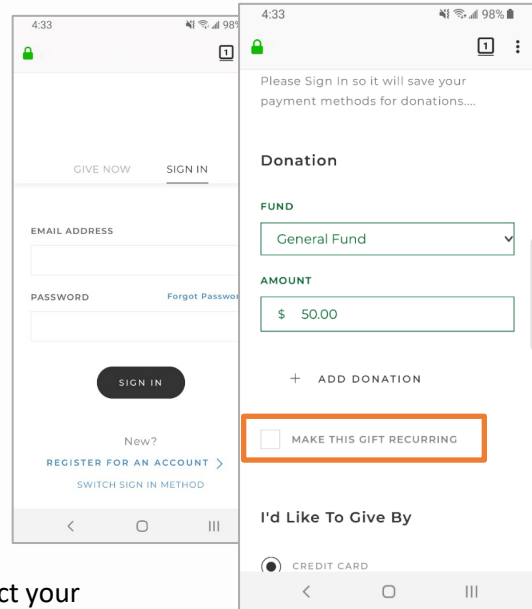 4:33
98%
1
GIVE NOW SIGN IN
EMAIL ADDRESS
PASSWORD Forgot Passwor
SIGN IN
New?
REGISTER FOR AN ACCOUNT >
SWITCH SIGN IN METHOD
4:33 98%
1
Please Sign In so it will save your
payment methods for donations....
Donation
FUND
General Fund
AMOUNT
$ 50.00
+ ADD DONATION
MAKE THIS GIFT RECURRING
I'd Like To Give By
CREDIT CARD
ct your